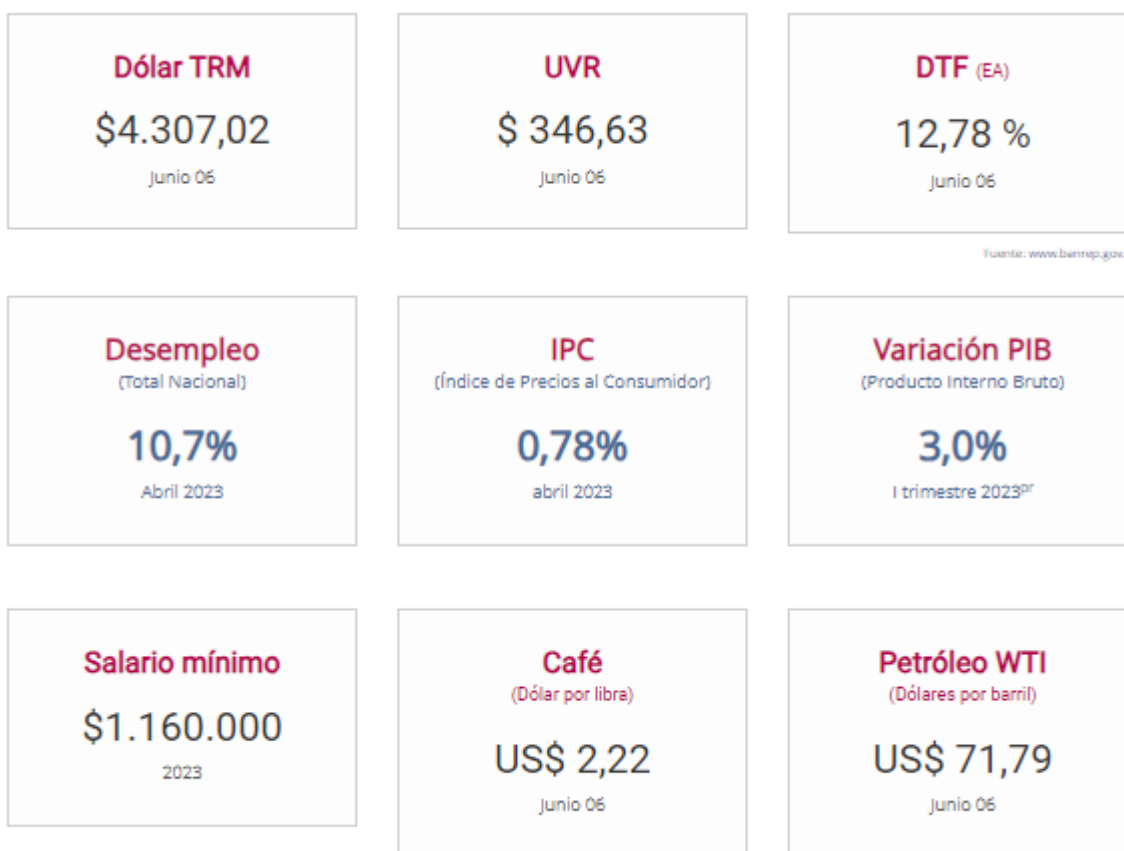 Dólar TRM
$4.307,02
Junio 06
UVR
$ 346,63
Junio 06
DTF (EA)
12,78 %
Junio 06
Fuente: www.banrep.gov.
Desempleo
(Total Nacional)
10,7%
Abril 2023
IPC
(Índice de Precios al Consumidor)
0,78%
abril 2023
Variación PIB
(Producto Interno Bruto)
3,0%
I trimestre 2023pr
Salario mínimo
$1.160.000
2023
Café
(Dólar por libra)
US$ 2,22
Junio 06
Petróleo WTI
(Dólares por barril)
US$ 71,79
Junio 06